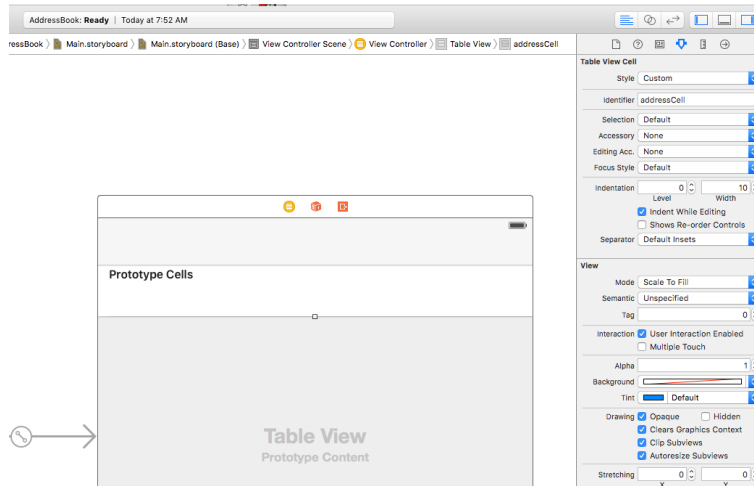 AddressBook: Ready | Today at 7:52 AM
ressBook 〉 Main.storyboard 〉 Main.storyboard (Base) 〉 View Controller Scene 〉 View Controller 〉 Table View 〉 addressCell
Table View Cell
Style Custom
Identifier addressCell
Selection Default
Accessory None
Editing Acc. None
Focus Style Default
Indentation 0 10
Level Width
Indent While Editing
Shows Re-order Controls
Separator Default Insets
View
Mode Scale To Fill
Semantic Unspecified
Tag 0
Interaction User Interaction Enabled
Multiple Touch
Alpha 1
Background
Tint Default
Drawing Opaque Hidden
Clears Graphics Context
Clip Subviews
Autoresize Subviews
Stretching 0 0
X Y
Prototype Cells
Table View
Prototype Content